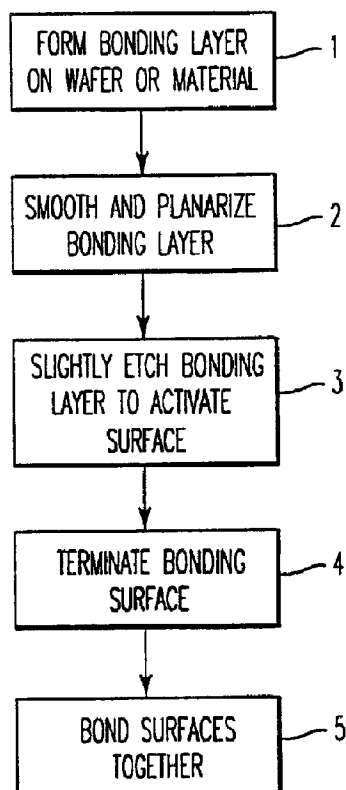 FORM BONDING LAYER
ON WAFER OR MATERIAL
1
SMOOTH AND PLANARIZE
BONDING LAYER
2
SLIGHTLY ETCH BONDING
LAYER TO ACTIVATE
SURFACE
3
TERMINATE BONDING
SURFACE
4
BOND SURFACES
TOGETHER
5